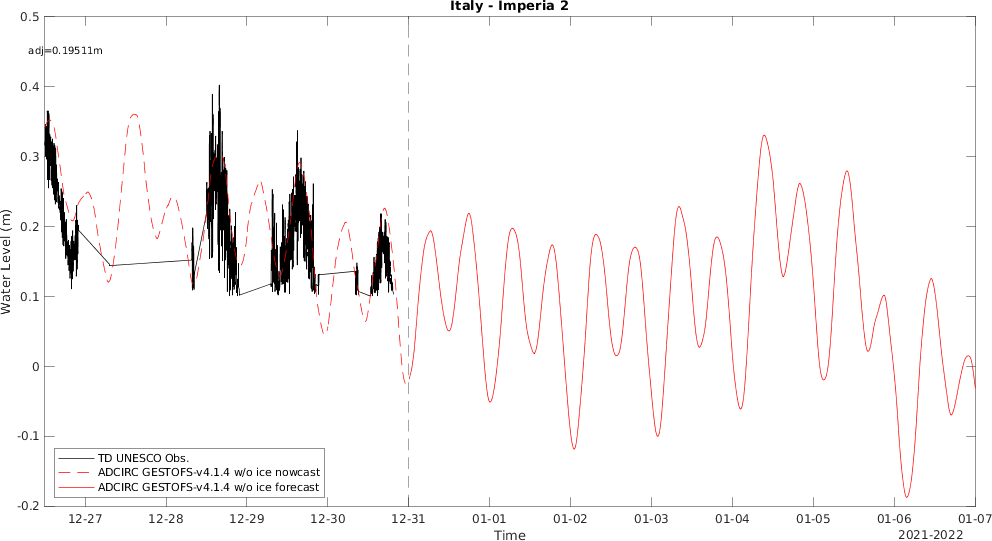 Italy - Imperia 2
adj=0.19511m
0.5
0.4
0.3
0.2
0.1
0
-0.1
-0.2
Water Level (m)
TD UNESCO Obs.
ADCIRC GESTOFS-v4.1.4 w/o ice nowcast
ADCIRC GESTOFS-v4.1.4 w/o ice forecast
12-27 12-28 12-29 12-30 12-31 01-01 01-02 01-03 01-04 01-05 01-06 01-07
Time
2021-2022